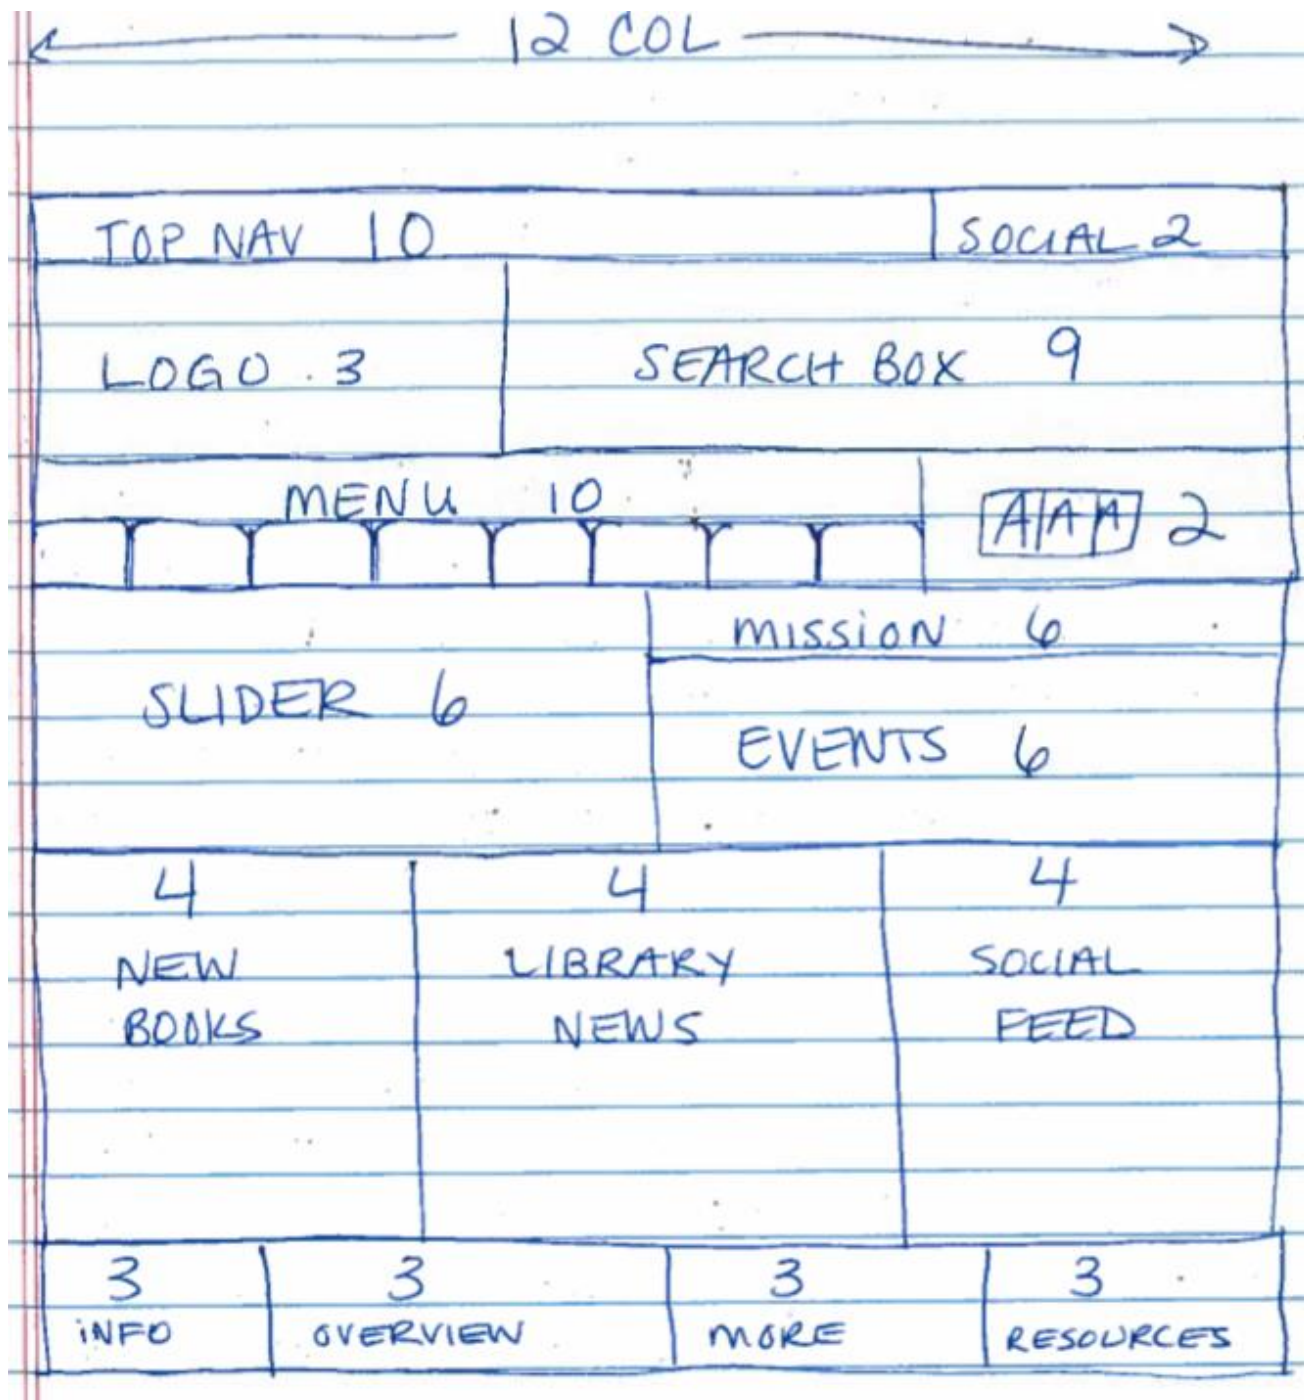 12 COL
TOP NAV 10
SOCIAL 2
LOGO 3
SEARCH BOX 9
MENU 10
A A A 2
SLIDER 6
MISSION 6
EVENTS 6
4
NEW
BOOKS
4
LIBRARY
NEWS
4
SOCIAL
FEED
3
INFO
3
OVERVIEW
3
MORE
3
RESOURCES